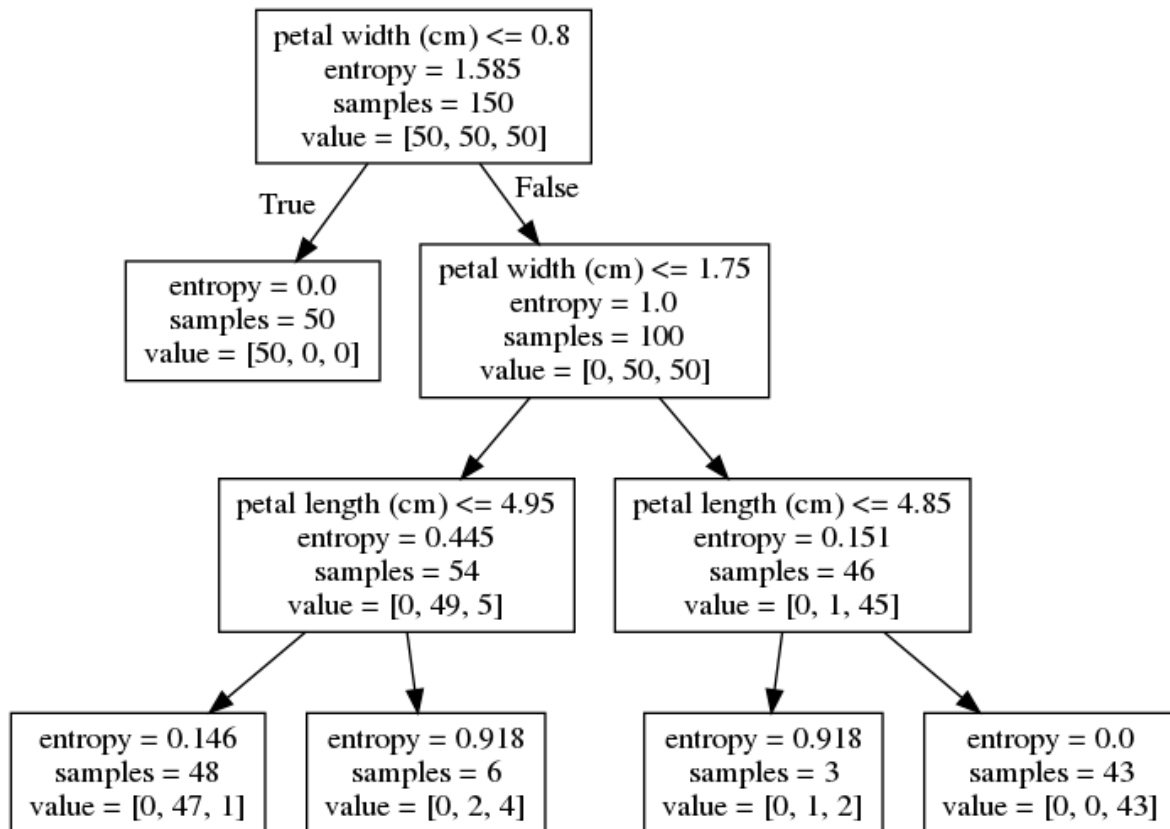 petal width (cm) <= 0.8
entropy = 1.585
samples = 150
value = [50, 50, 50]
True
False
entropy = 0.0
samples = 50
value = [50, 0, 0]
petal width (cm) <= 1.75
entropy = 1.0
samples = 100
value = [0, 50, 50]
petal length (cm) <= 4.95
entropy = 0.445
samples = 54
value = [0, 49, 5]
petal length (cm) <= 4.85
entropy = 0.151
samples = 46
value = [0, 1, 45]
entropy = 0.146
samples = 48
value = [0, 47, 1]
entropy = 0.918
samples = 6
value = [0, 2, 4]
entropy = 0.918
samples = 3
value = [0, 1, 2]
entropy = 0.0
samples = 43
value = [0, 0, 43]